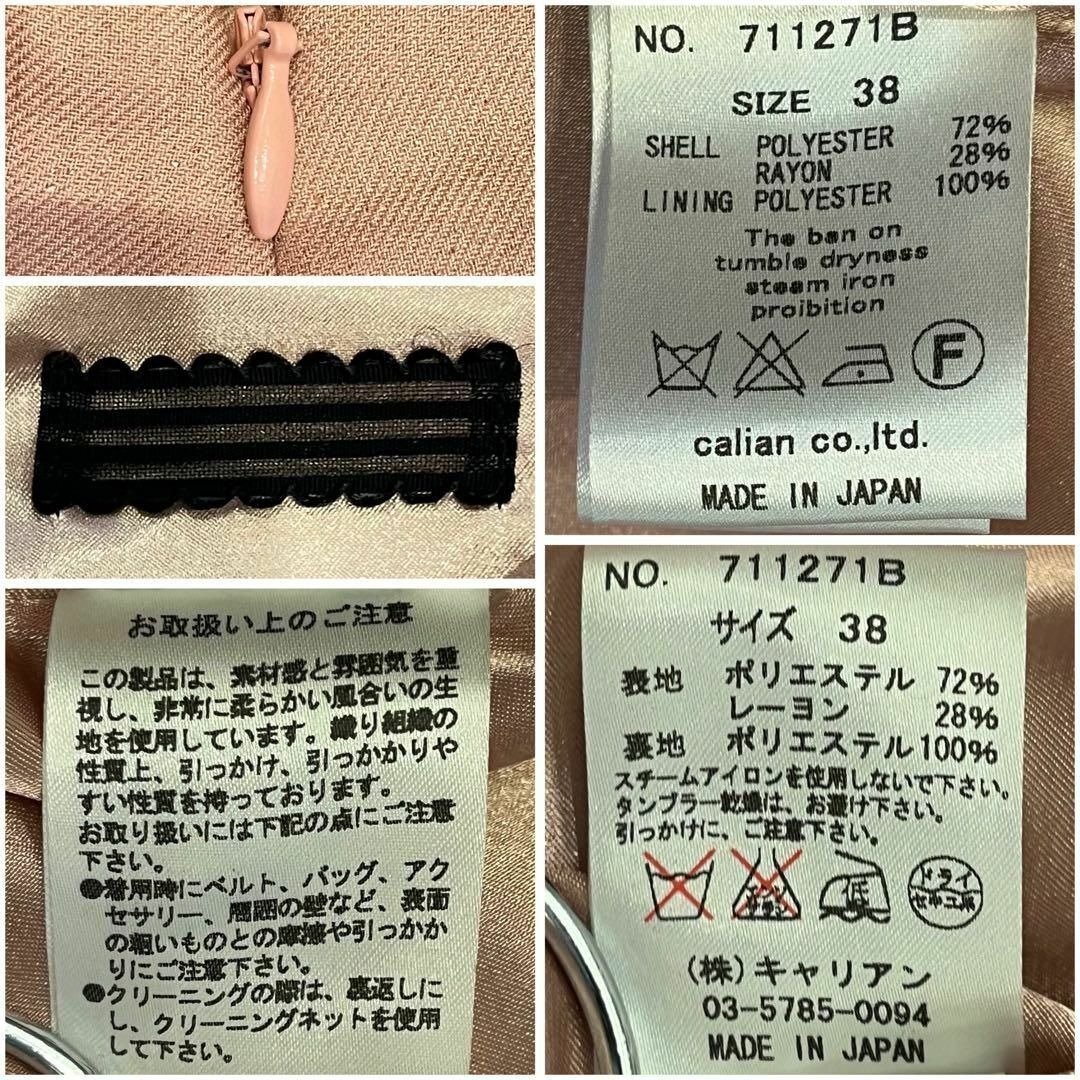 NO. 711271B
SIZE 38
SHELL POLYESTER 72%
RAYON 28%
LINING POLYESTER 100%
The ban on
tumble dryness
steam iron
proibition
F
calian co.,ltd.
MADE IN JAPAN
お取扱い上のご注意
この製品は、素材感と雰囲気を重
視し、非常に柔らかい風合いの生
地を使用しています。織り組織の
性質上、引っかけ、引っかかりや
すい性質を持っております。
お取り扱いには下記の点にご注意
下さい。
●着用時にベルト、バッグ、アク
セサリー、周囲の壁など、表面
の粗いものとの摩擦や引っかか
りにご注意下さい。
●クリーニングの際は、裏返しに
し、クリーニングネットを使用
して下さい。
NO. 711271B
サイズ 38
表地 ポリエステル 72%
レーヨン 28%
裏地 ポリエステル 100%
スチームアイロンを使用しないで下さい。
タンブラー乾燥は、お避け下さい。
引っかけに、ご注意下さい。
エンソ
サラシ
低
ドライ
セキユ系
(株)キャリアン
03-5785-0094
MADE IN JAPAN